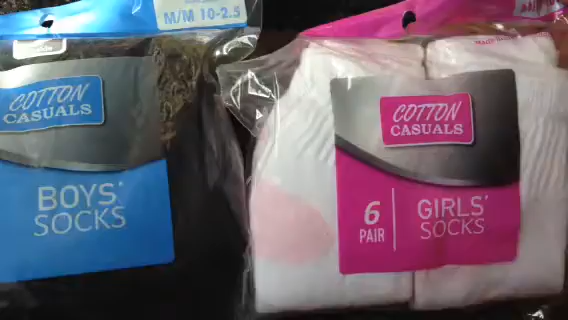 M/M 10-2.5
COTTON
CASUALS
BOYS'
SOCKS
COTTON
CASUALS
6
PAIR
GIRLS'
SOCKS